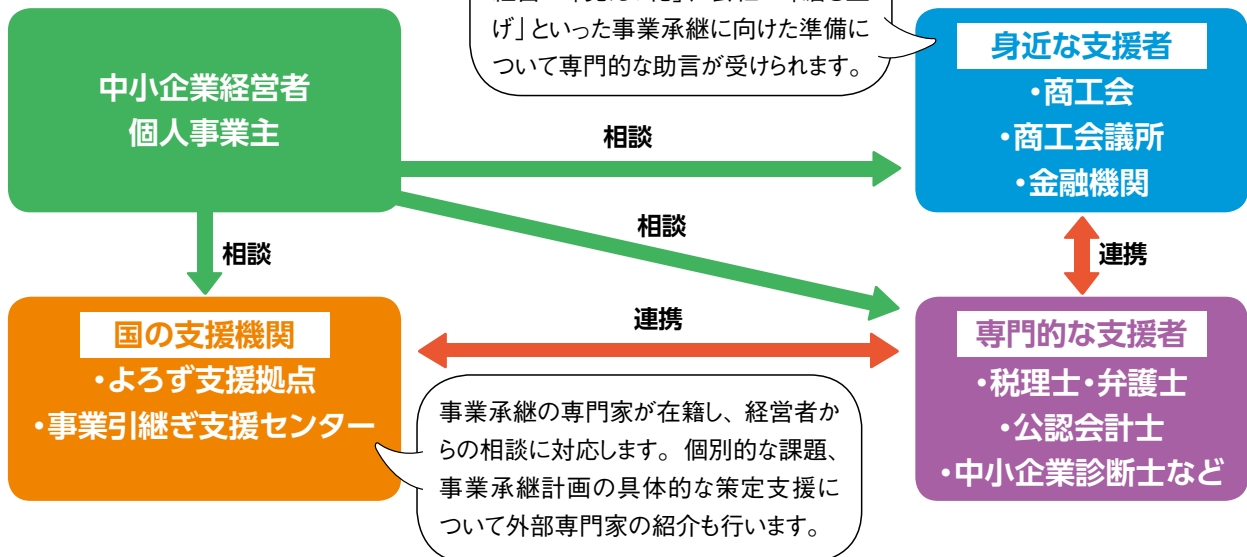 げ」といった事業承継に向けた準備に
ついて専門的な助言が受けられます。
中小企業経営者
個人事業主
身近な支援者
・商工会
・商工会議所
・金融機関
相談
相談
相談
連携
国の支援機関
・よろず支援拠点
・事業引継ぎ支援センター
連携
専門的な支援者
・税理士・弁護士
・公認会計士
・中小企業診断士など
事業承継の専門家が在籍し、経営者か
らの相談に対応します。個別的な課題、
事業承継計画の具体的な策定支援に
ついて外部専門家の紹介も行います。